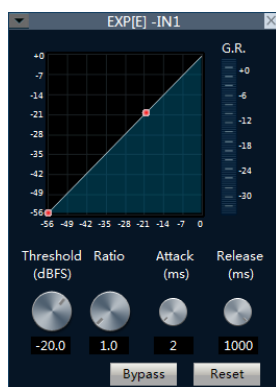 EXP[E] -IN1
G.R.
+0
-7
-14
-21
-28
-35
-42
-49
-56
-56 -49 -42 -35 -28 -21 -14 -7 0
+0
-6
-12
-18
-24
-30
Threshold Ratio Attack Release
(dBFS) (ms) (ms)
-20.0 1.0 2 1000
Bypass Reset